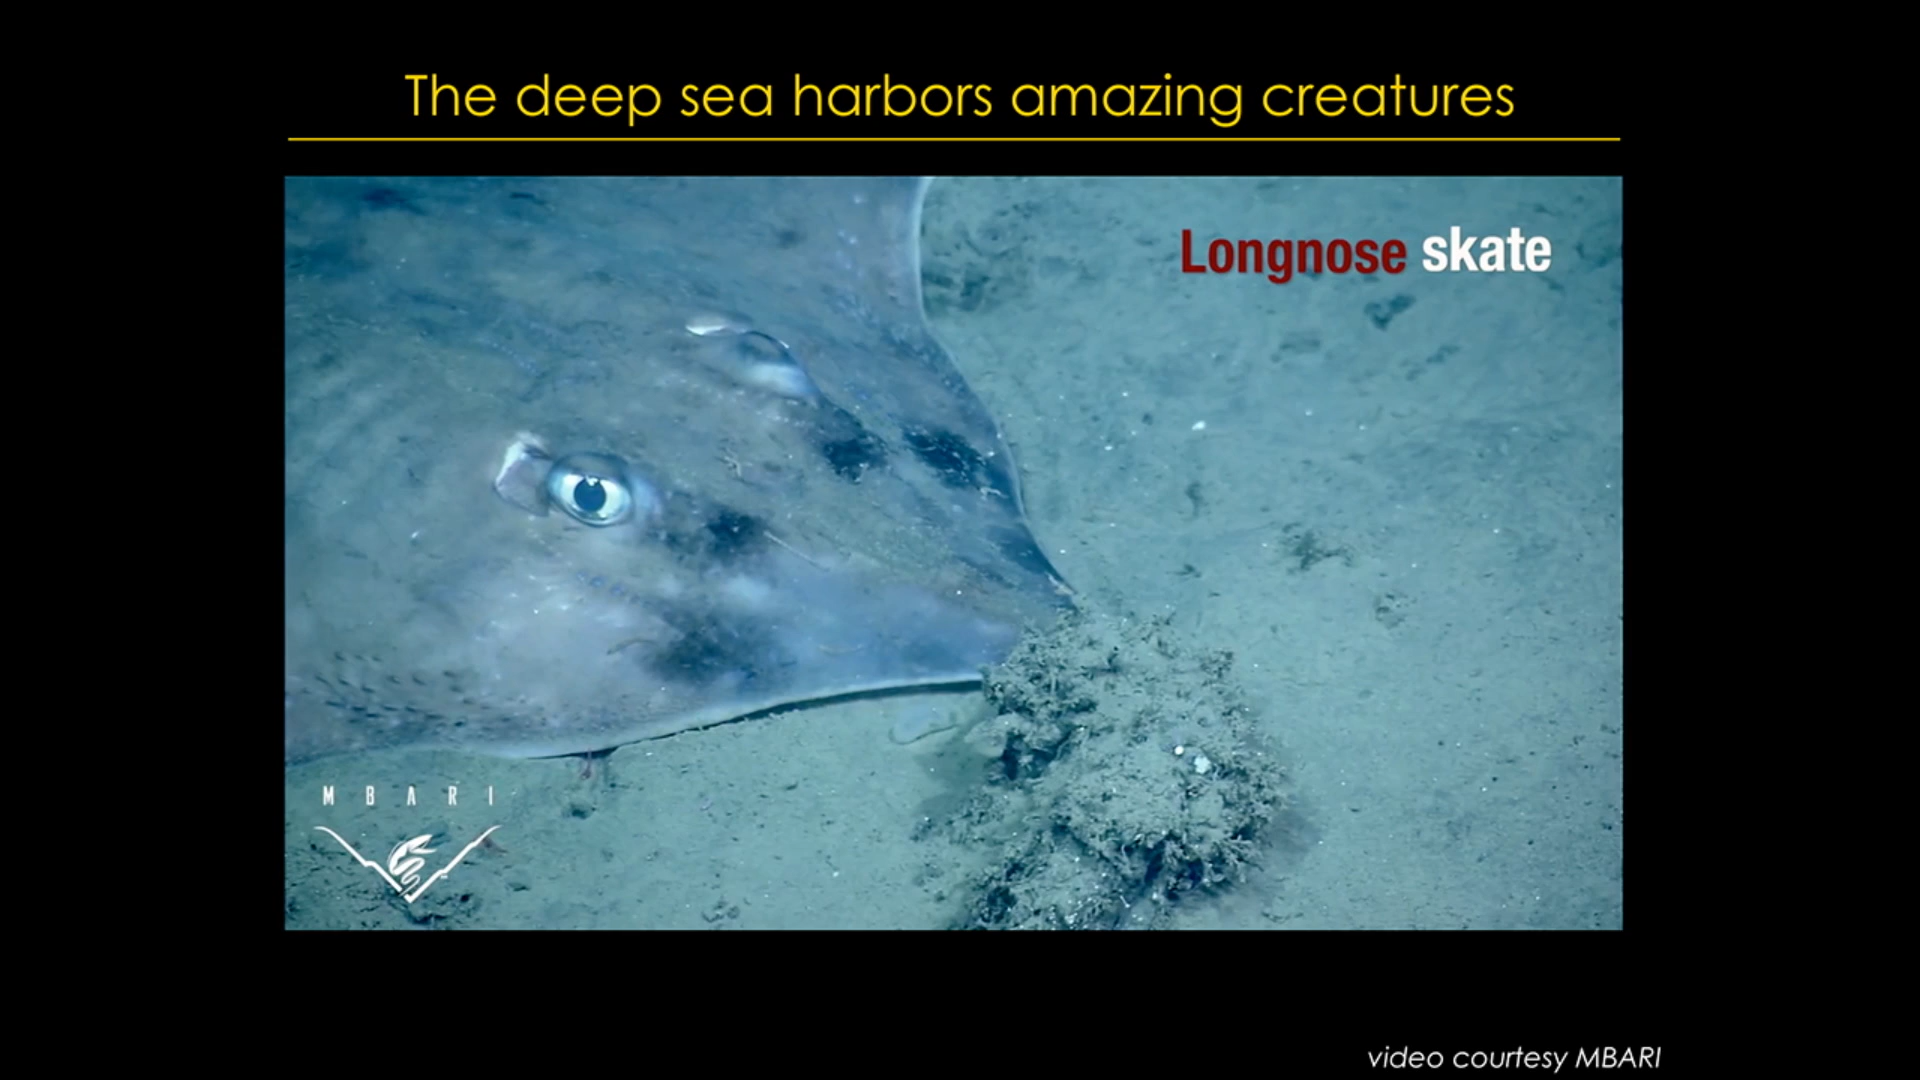 The deep sea harbors amazing creatures
Longnose skate
MBARI
video courtesy MBARI